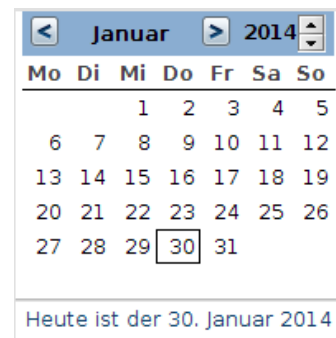 < Januar > 2014
Mo Di Mi Do Fr Sa So
1 2 3 4 5
6 7 8 9 10 11 12
13 14 15 16 17 18 19
20 21 22 23 24 25 26
27 28 29 30 31
Heute ist der 30. Januar 2014